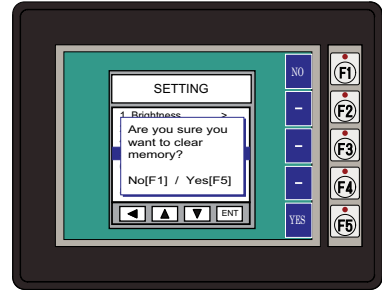 SETTING
1 Brightness >
Are you sure you
want to clear
memory?
No[F1] / Yes[F5]
ENT
NO
–
–
–
YES
F1
F2
F3
F4
F5